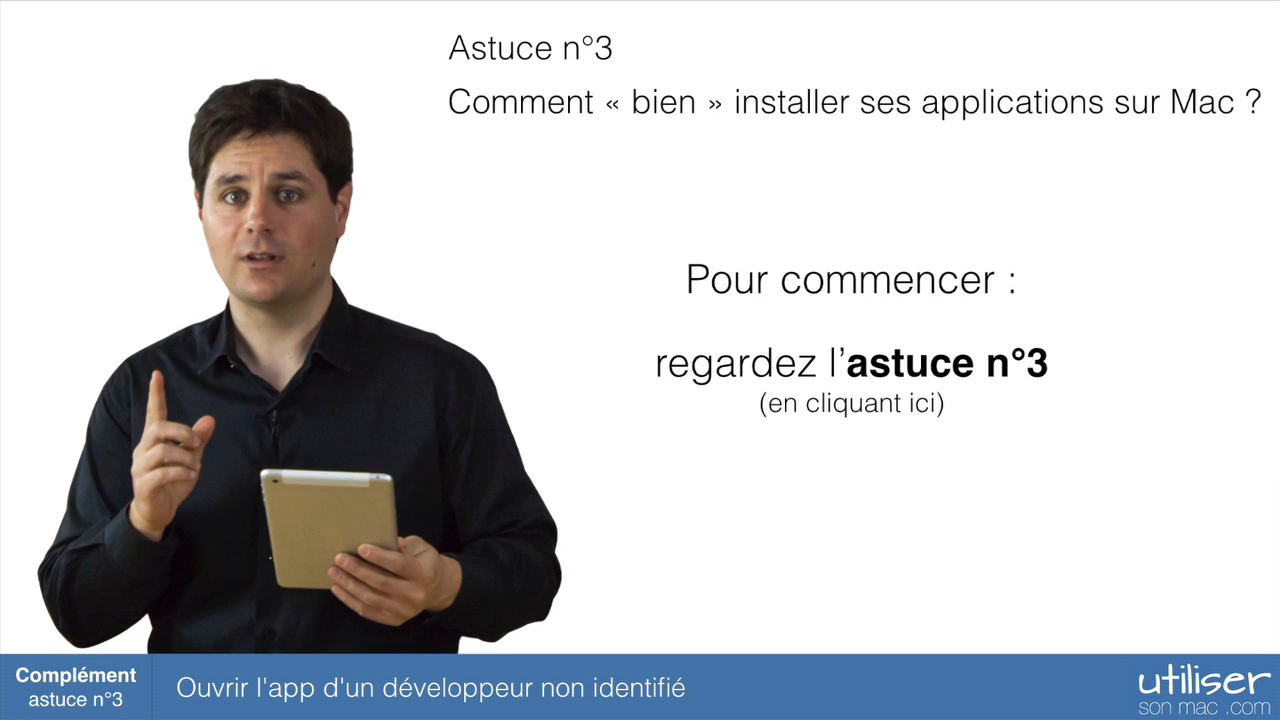 Astuce n°3
Comment « bien » installer ses applications sur Mac ?
Pour commencer :
regardez l’astuce n°3
(en cliquant ici)
Complément
astuce n°3
Ouvrir l'app d'un développeur non identifié
utiliser
son mac .com